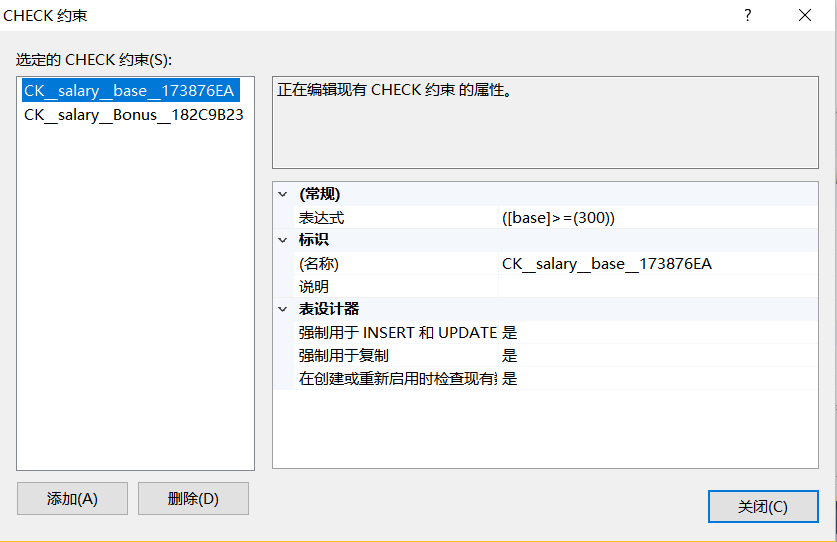 CHECK 约束
选定的 CHECK 约束(S):
CK__salary__base__173876EA
CK__salary__Bonus__182C9B23
正在编辑现有 CHECK 约束 的属性。
(常规)
表达式 ([base]>=(300))
标识
(名称) CK__salary__base__173876EA
说明
表设计器
强制用于 INSERT 和 UPDATE 是
强制用于复制 是
在创建或重新启用时检查现有 是
添加(A) 删除(D)
关闭(C)